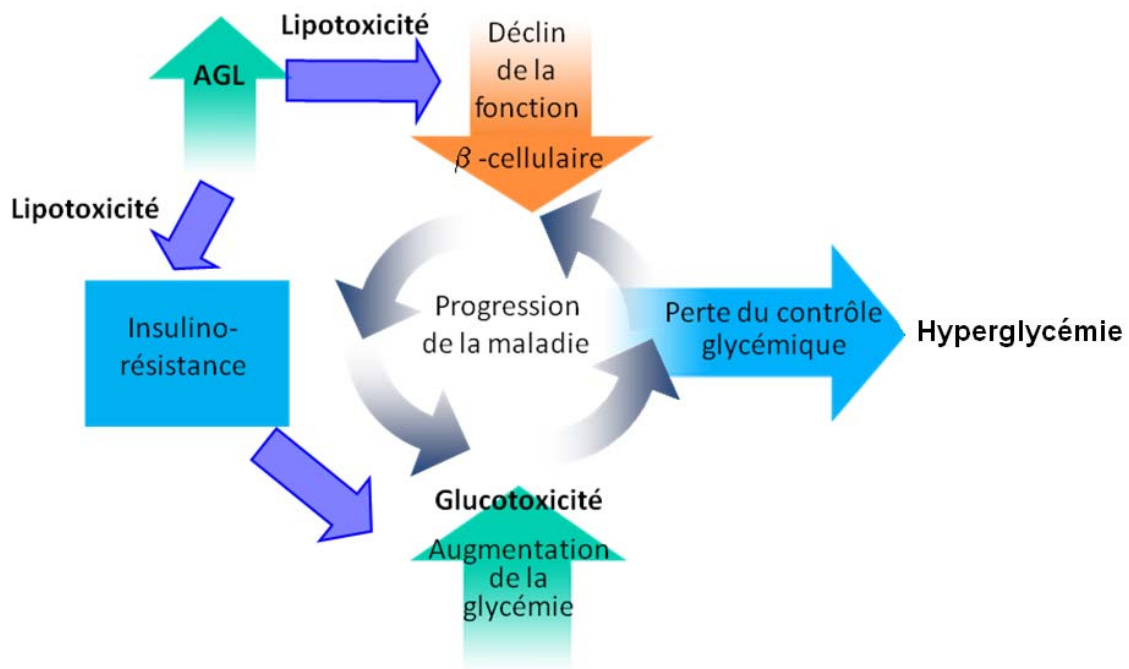 Lipotoxicité
AGL
Déclin
de la
fonction
β -cellulaire
Lipotoxicité
Insulino-
résistance
Progression
de la maladie
Perte du contrôle
glycémique
Hyperglycémie
Glucotoxicité
Augmentation
de la
glycémie